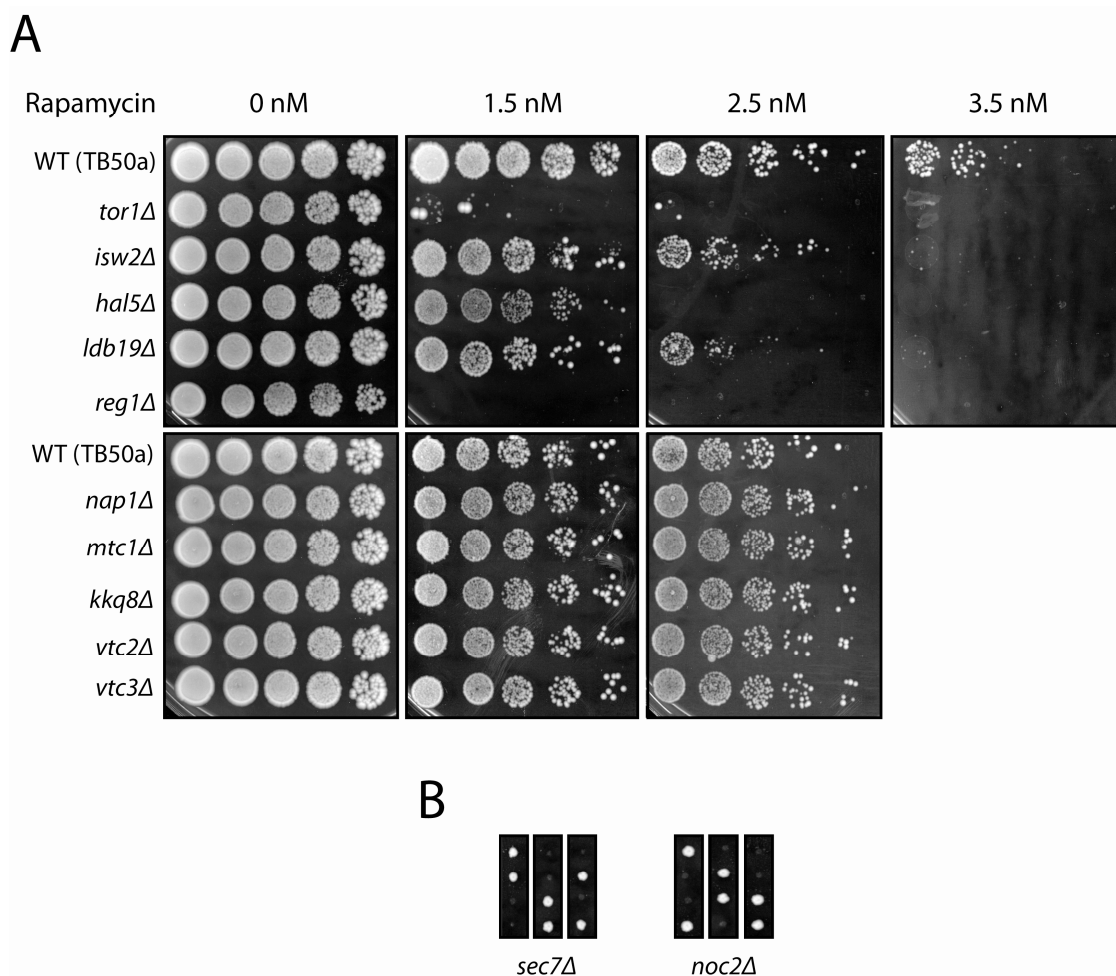 A
Rapamycin 0 nM 1.5 nM 2.5 nM 3.5 nM
WT (TB50a)
tor1Δ
isw2Δ
hal5Δ
ldb19Δ
reg1Δ
WT (TB50a)
nap1Δ
mtc1Δ
kkq8Δ
vtc2Δ
vtc3Δ
B
sec7Δ noc2Δ